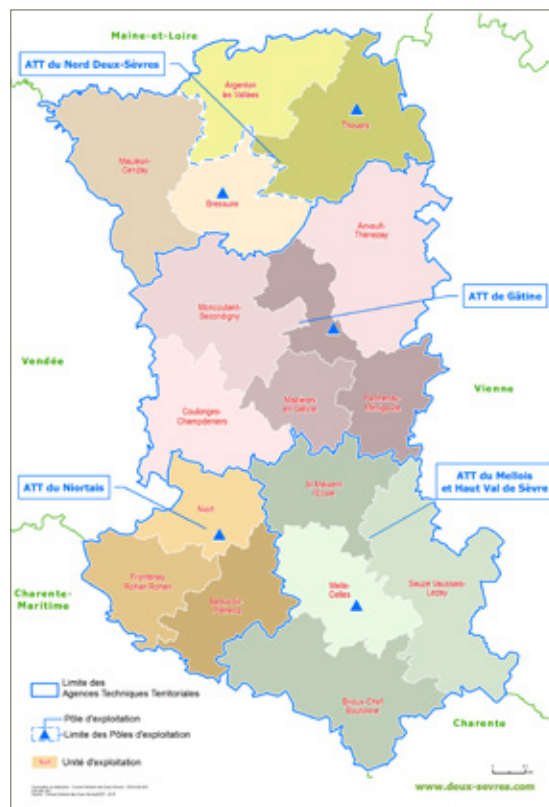 Maine-et-Loire
ATT du Nord Deux-Sèvres
Argenton
les Vallées
Thouars
Mauléon-
Cerizay
Bressuire
Airvault-
Thénezay
Moncoutant-
Secondigny
ATT de Gâtine
Vendée
Vienne
Mazières
en Gâtine
Parthenay-
Ménigoute
Coulonges-
Champdeniers
ATT du Mellois
et Haut Val de Sèvre
ATT du Niortais
St Maixent
l'École
Niort
Frontenay
Rohan Rohan
Beauvoir-
Prahecq
Melle-
Celles
Sauzé Vaussais-
Lezay
Charente-
Maritime
Brioux-Chef
Boutonne
Limite des
Agences Techniques Territoriales
Pôle d'exploitation
Limite des Pôles d'exploitation
Niort
Unité d'exploitation
Charente
www.deux-sevres.com